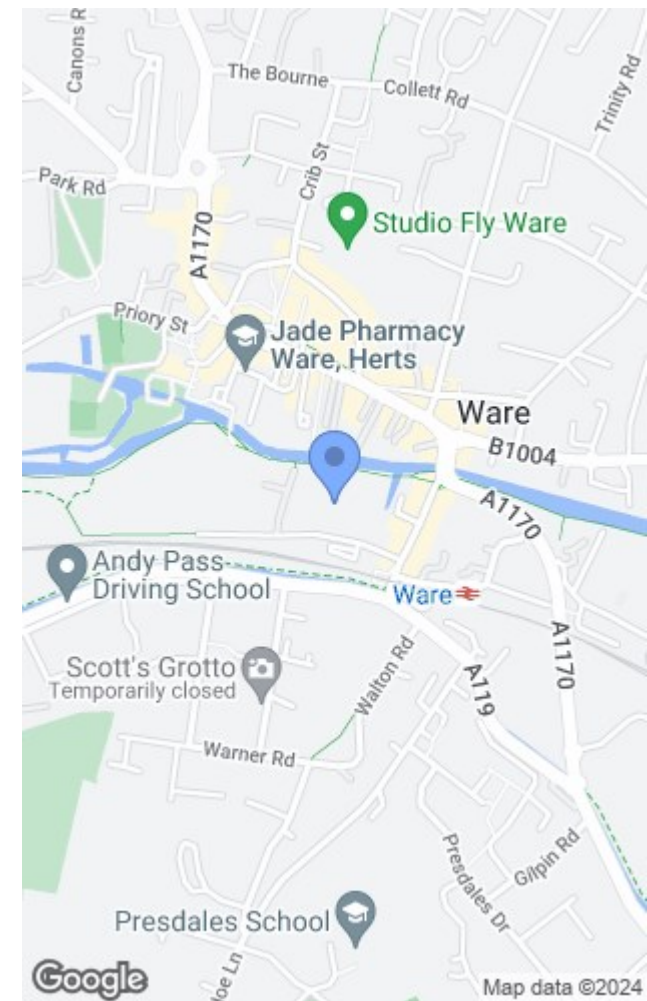 Canons R
The Bourne
Collett Rd
Trinity Rd
Crib St
Park Rd
A1170
Studio Fly Ware
Priory St
Jade Pharmacy
Ware, Herts
Ware
B1004
A1170
Andy Pass
Driving School
Ware
A1170
Scott's Grotto
Temporarily closed
Walton Rd
A119
Warner Rd
Presdales Dr
Gilpin Rd
Presdales School
oe Ln
Google
Map data ©2024